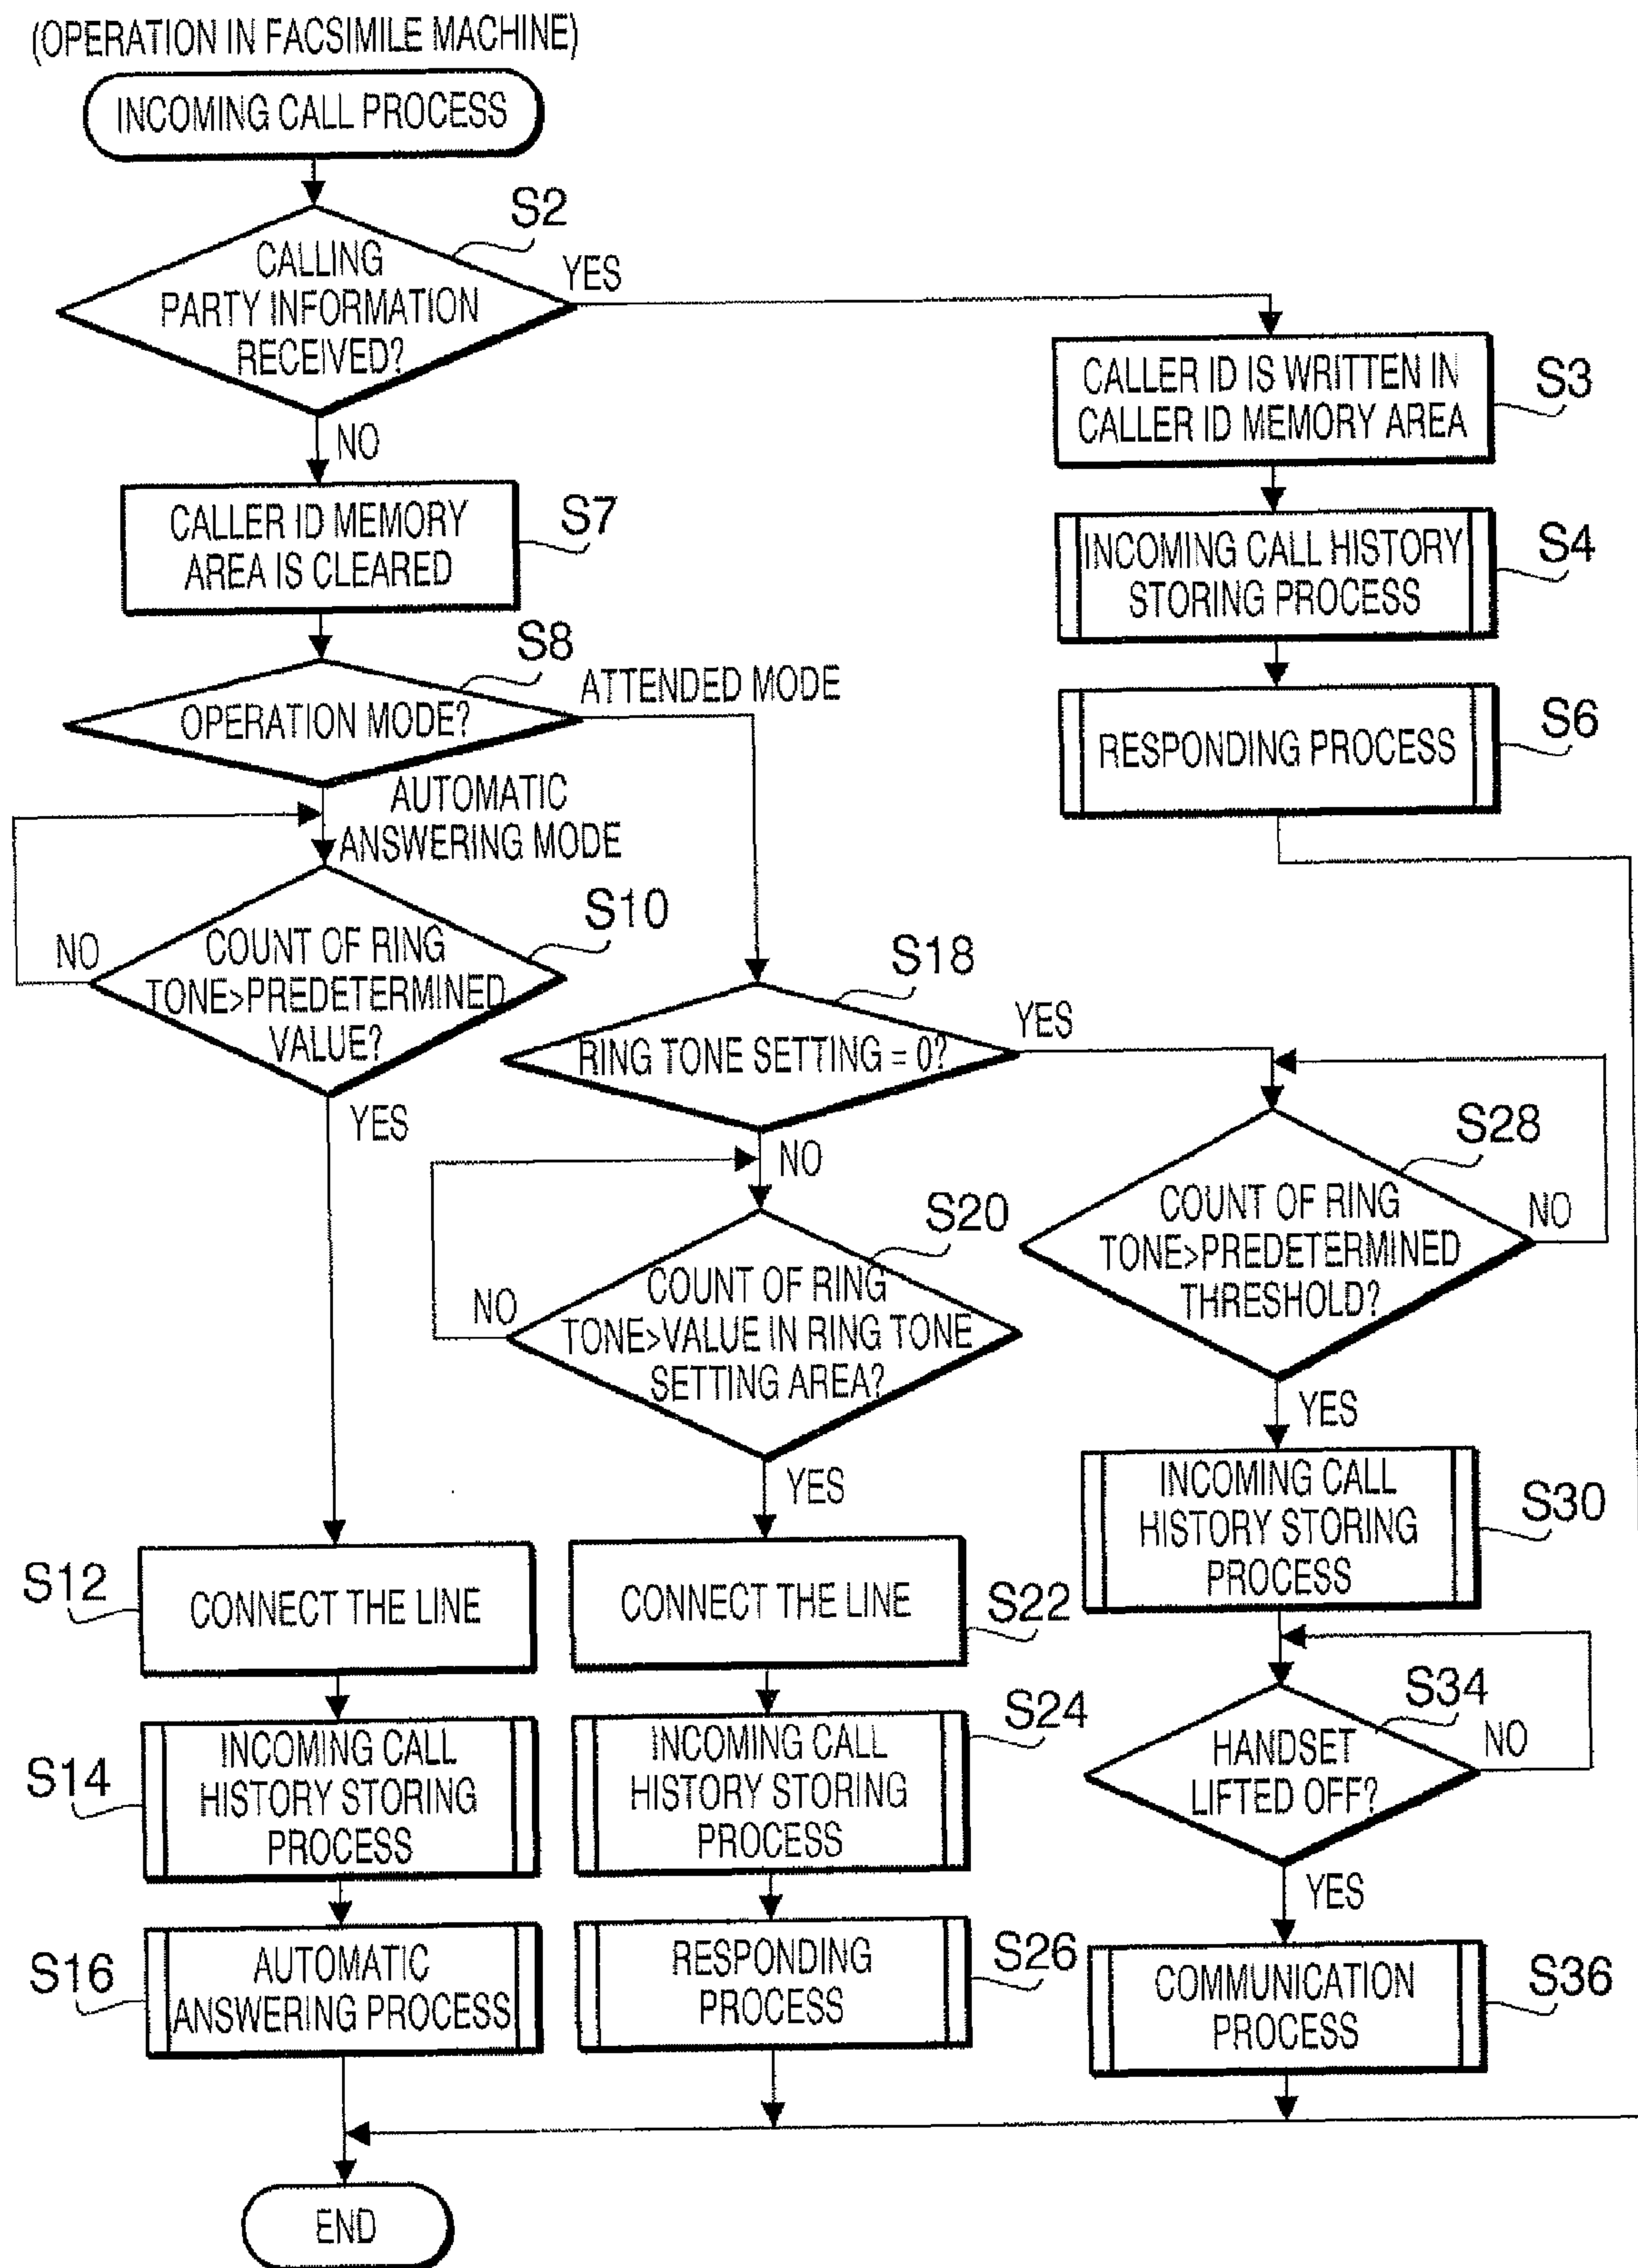 (OPERATION IN FACSIMILE MACHINE)
INCOMING CALL PROCESS
S2
CALLING
PARTY INFORMATION
RECEIVED?
YES
NO
CALLER ID IS WRITTEN IN
CALLER ID MEMORY AREA
S3
INCOMING CALL HISTORY
STORING PROCESS
S4
RESPONDING PROCESS
S6
CALLER ID MEMORY
AREA IS CLEARED
S7
S8
OPERATION MODE?
ATTENDED MODE
AUTOMATIC
ANSWERING MODE
S10
NO
COUNT OF RING
TONE>PREDETERMINED
VALUE?
YES
S18
RING TONE SETTING = 0?
YES
NO
S20
NO
COUNT OF RING
TONE>VALUE IN RING TONE
SETTING AREA?
YES
S28
COUNT OF RING
TONE>PREDETERMINED
THRESHOLD?
NO
YES
S12
CONNECT THE LINE
S14
INCOMING CALL
HISTORY STORING
PROCESS
S16
AUTOMATIC
ANSWERING PROCESS
CONNECT THE LINE
S22
INCOMING CALL
HISTORY STORING
PROCESS
S24
RESPONDING
PROCESS
S26
INCOMING CALL
HISTORY STORING
PROCESS
S30
S34
HANDSET
LIFTED OFF?
NO
YES
COMMUNICATION
PROCESS
S36
END